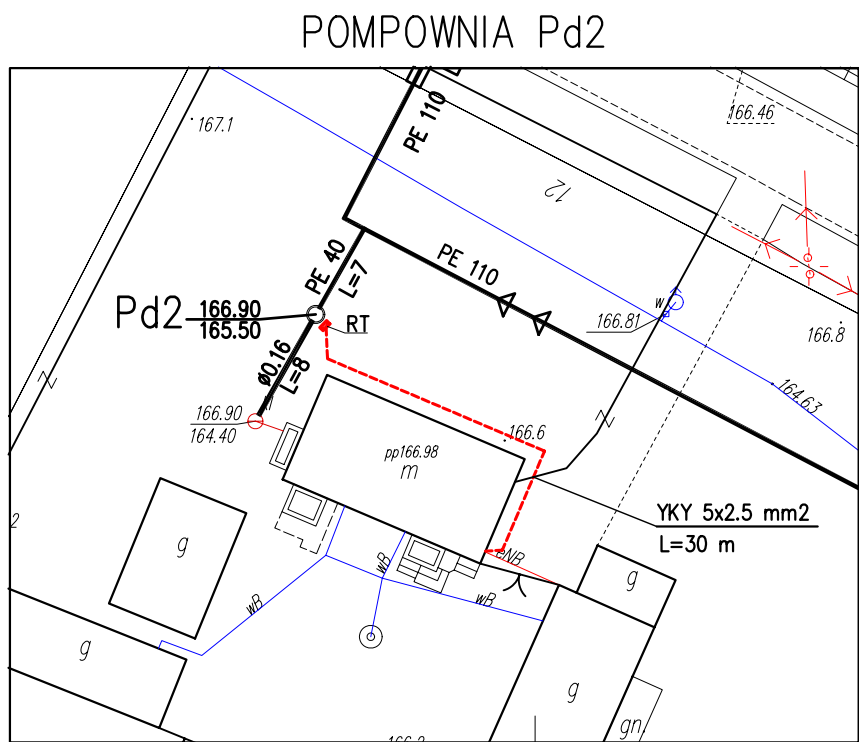 POMPOWNIA Pd2
PE 110
166.46
167.1
12
PE 40
L=7
PE 110
Pd2 166.90
165.50
RT
w
166.81
166.8
ø0.16
L=8
164.63
166.90
164.40
166.6
pp166.98
m
YKY 5x2.5 mm2
L=30 m
2
g
eNB
wB
wB
wB
g
g
g
gn.
166.2